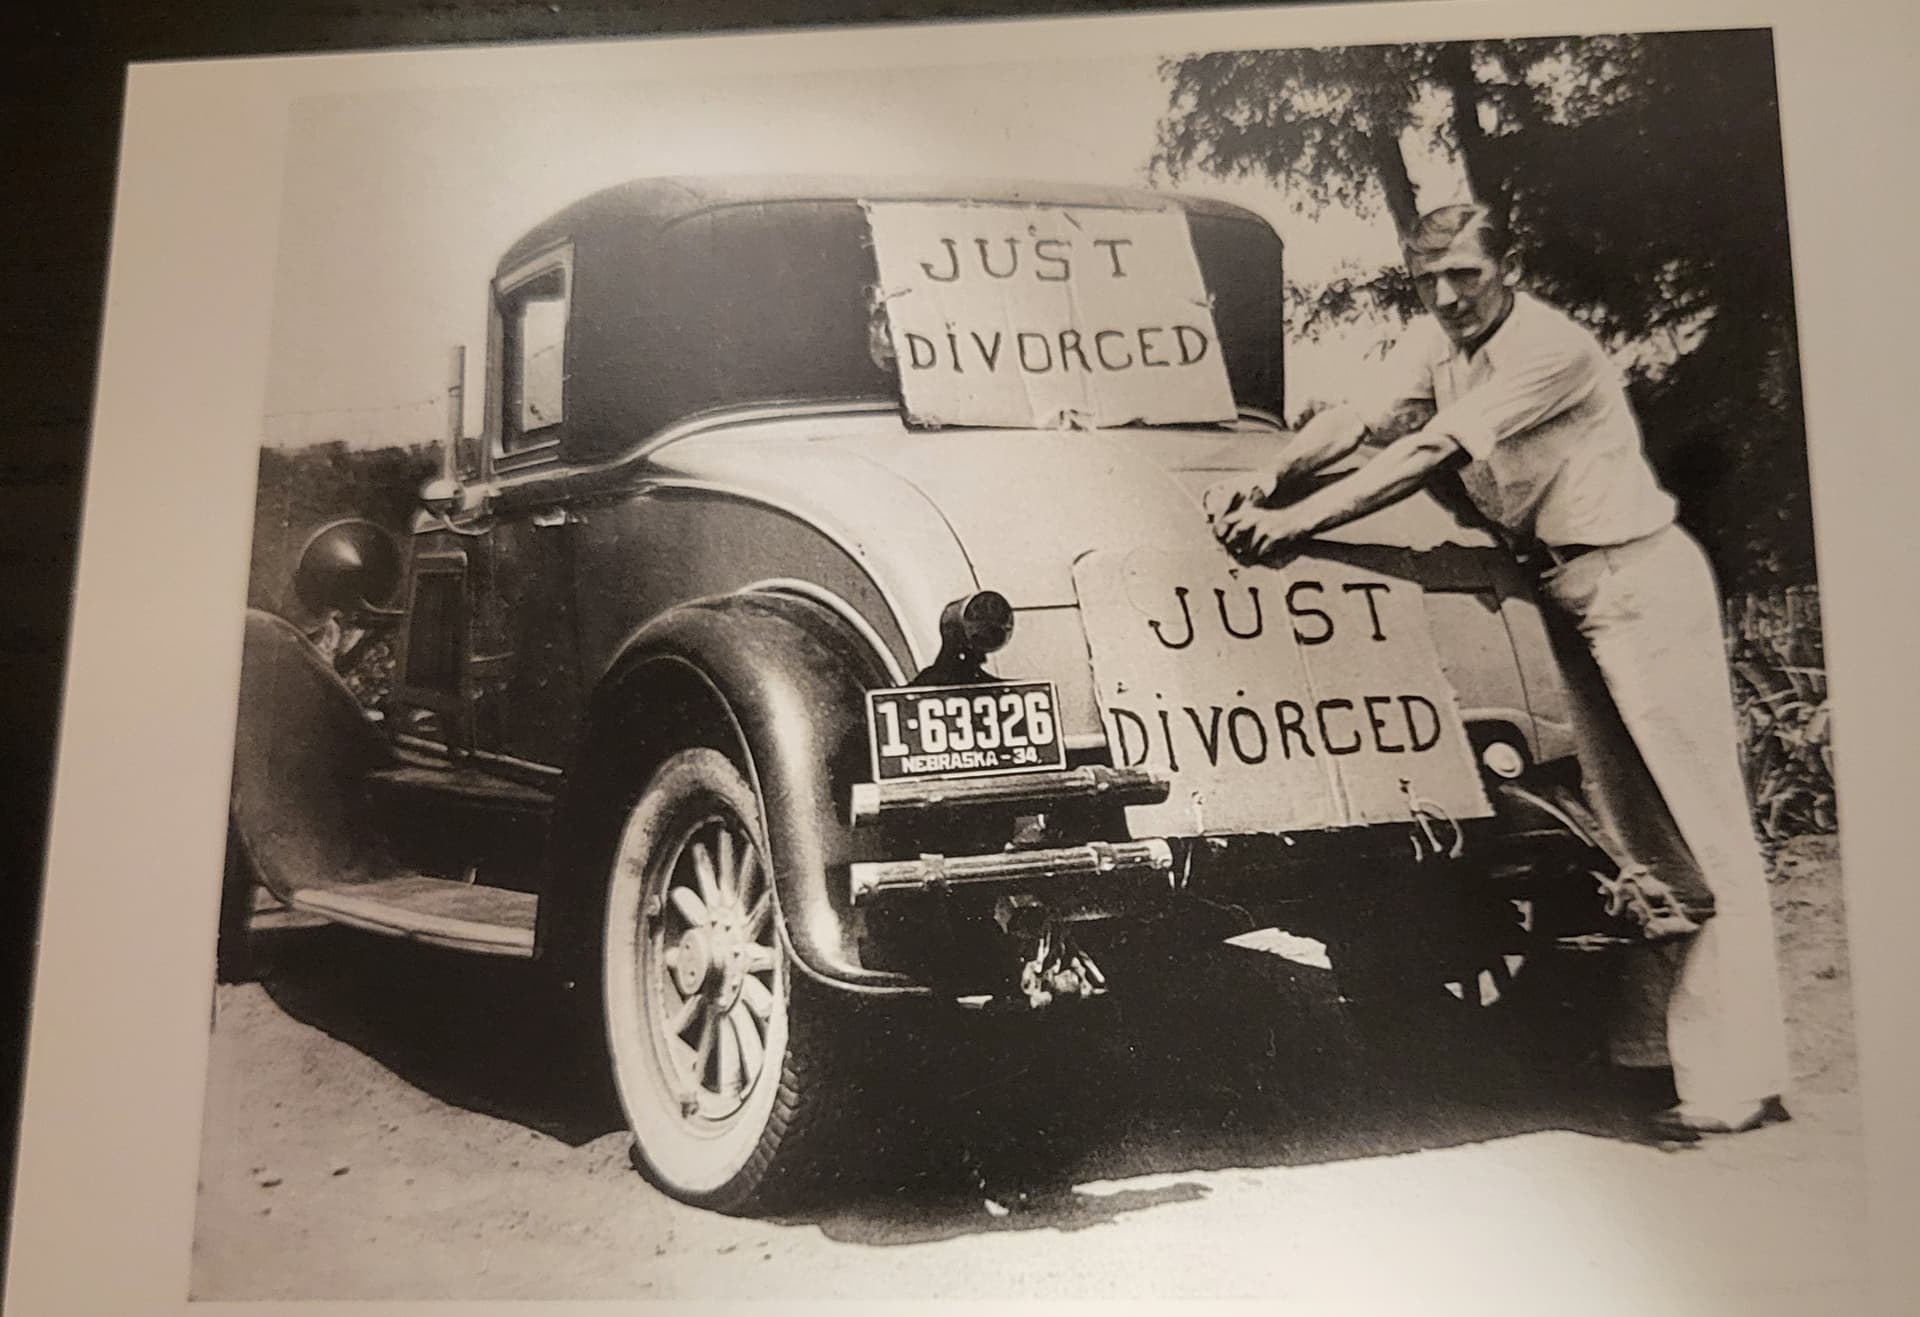 JUST
DIVORCED
JUST
DIVORCED
1-63326
NEBRASKA-34.